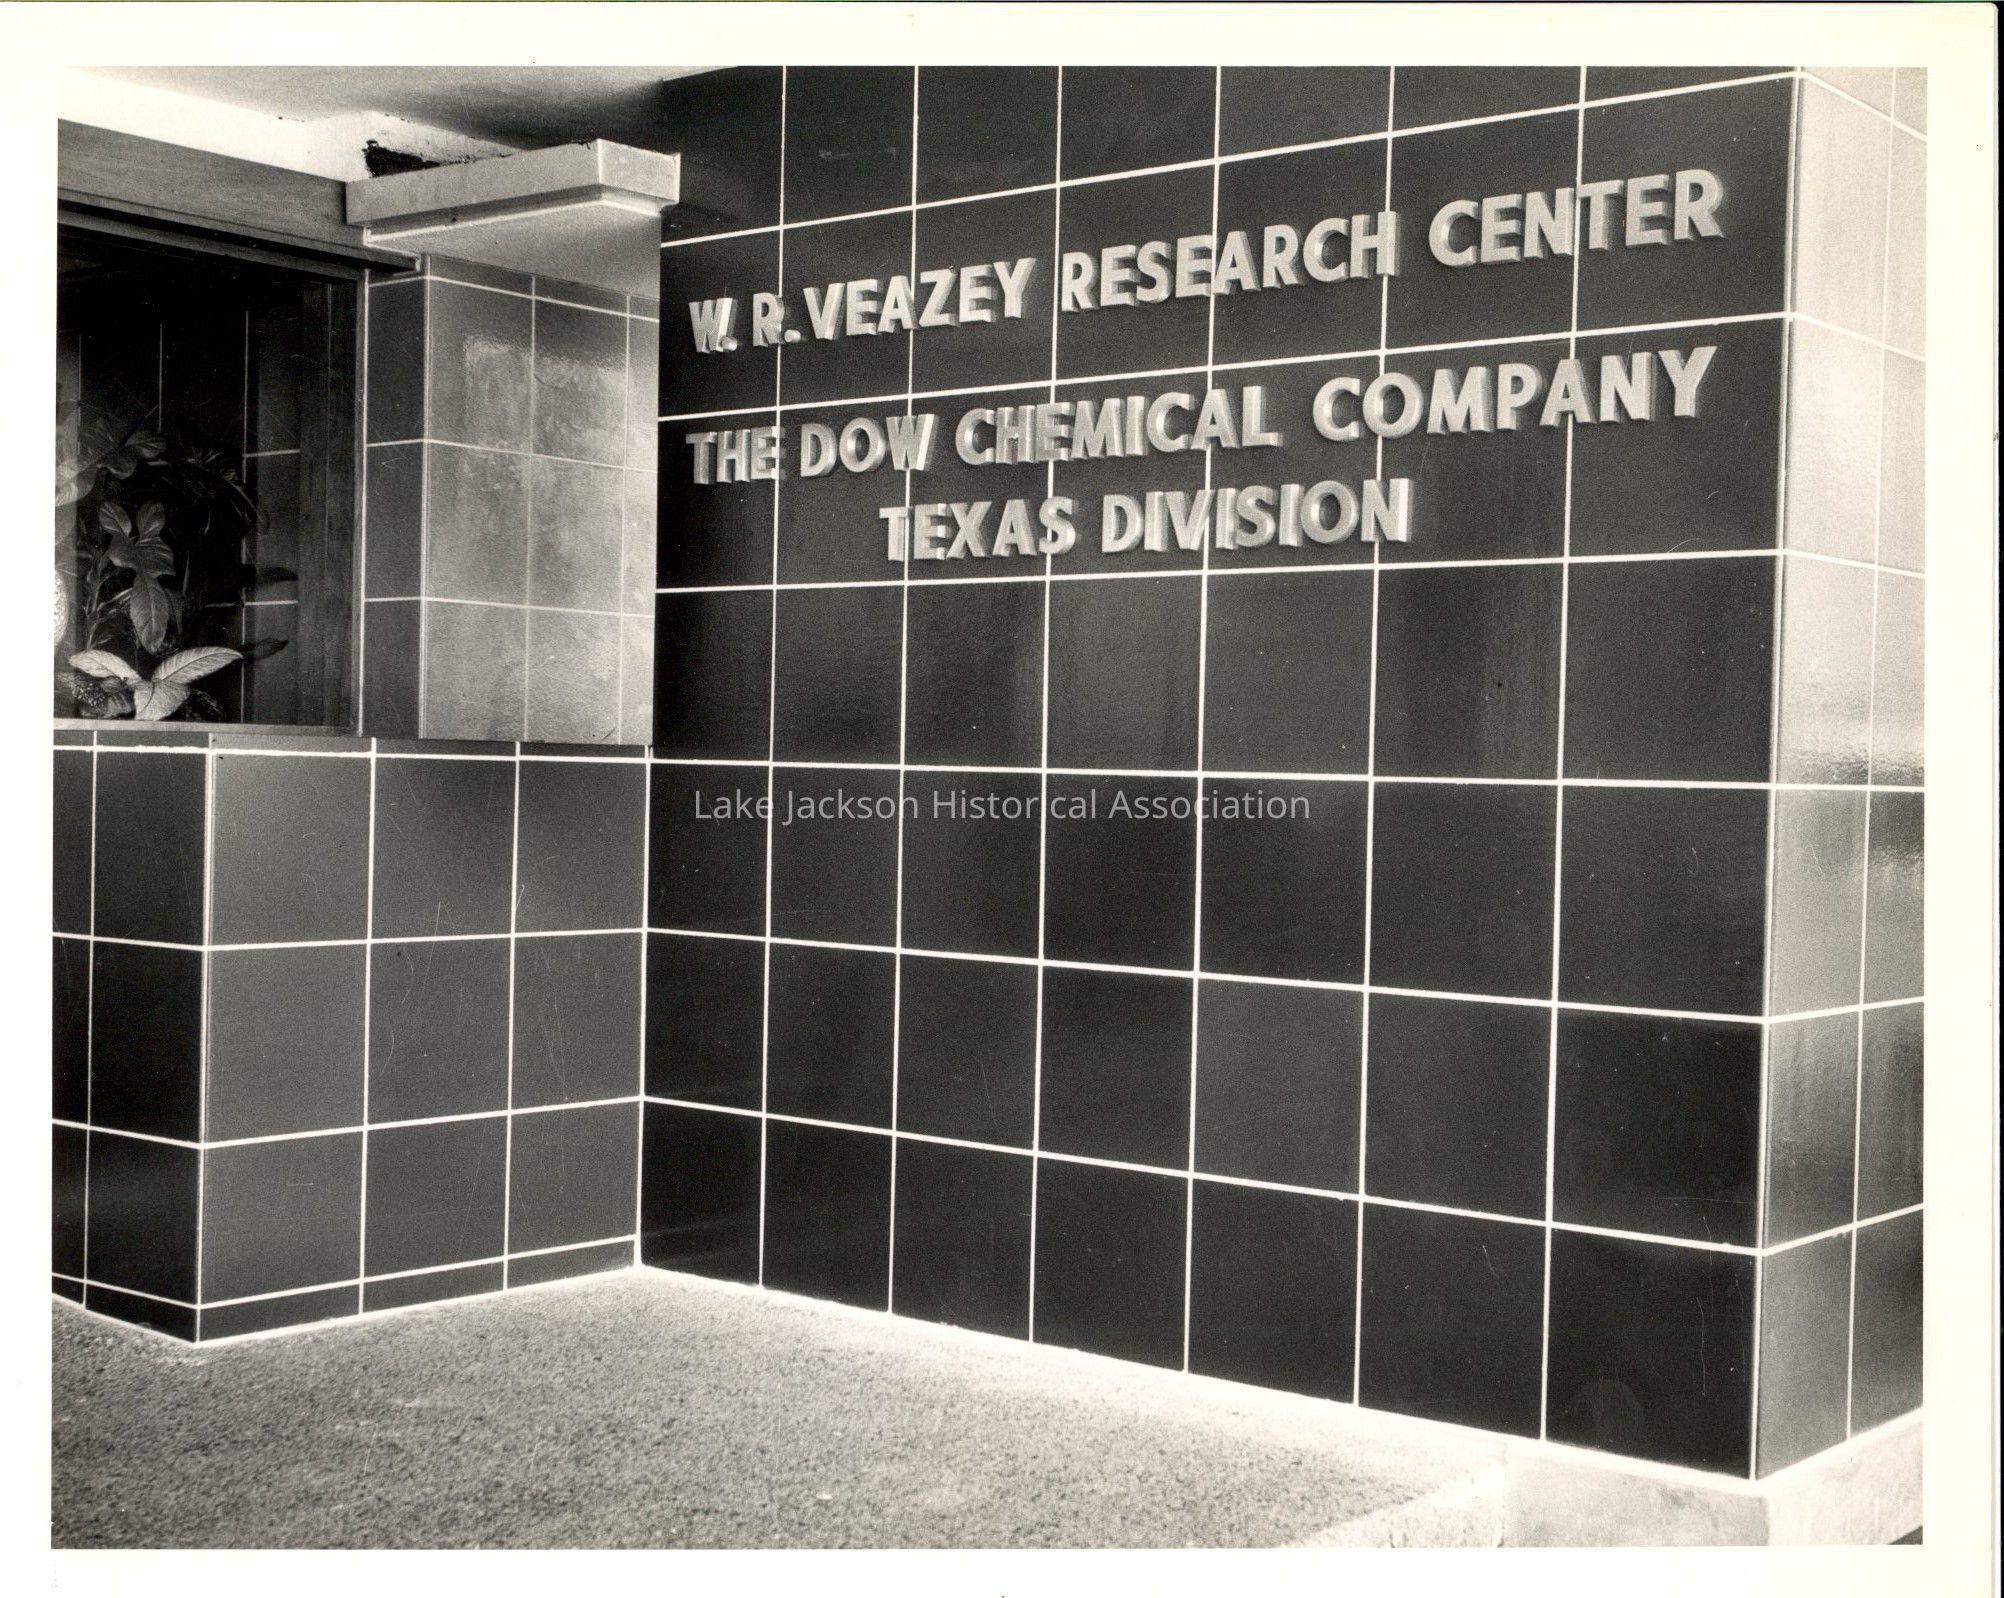 W. R. VEAZEY RESEARCH CENTER
THE DOW CHEMICAL COMPANY
TEXAS DIVISION
Lake Jackson Historical Association